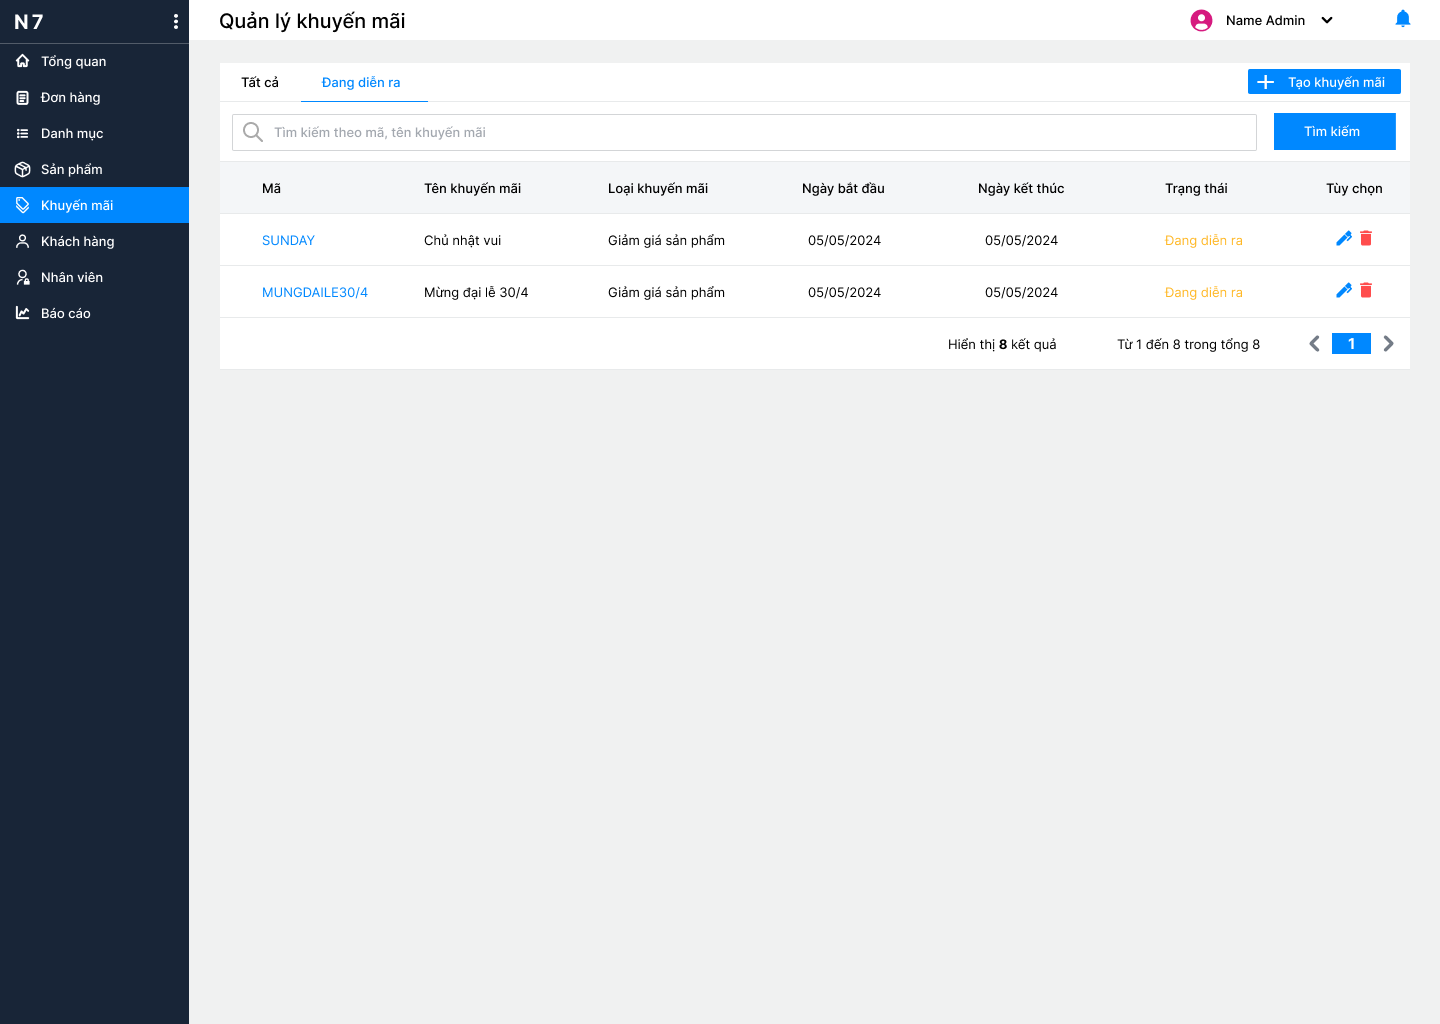 N7
Quản lý khuyến mãi
Name Admin
Tổng quan
Đơn hàng
Danh mục
Sản phẩm
Khuyến mãi
Khách hàng
Nhân viên
Báo cáo
Tất cả Đang diễn ra
Tạo khuyến mãi
Tìm kiếm theo mã, tên khuyến mãi
Tìm kiếm
Mã Tên khuyến mãi Loại khuyến mãi Ngày bắt đầu Ngày kết thúc Trạng thái Tùy chọn
SUNDAY Chủ nhật vui Giảm giá sản phẩm 05/05/2024 05/05/2024 Đang diễn ra
MUNGDAILE30/4 Mừng đại lễ 30/4 Giảm giá sản phẩm 05/05/2024 05/05/2024 Đang diễn ra
Hiển thị 8 kết quả Từ 1 đến 8 trong tổng 8 1